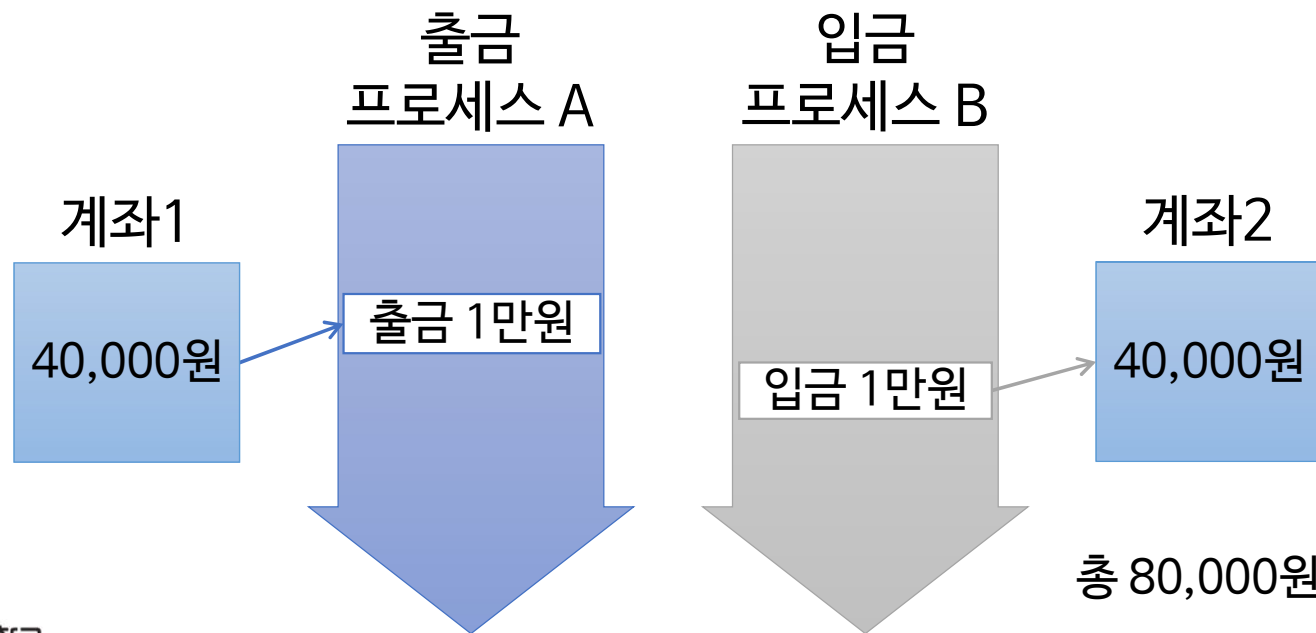 출금
프로세스 A
입금
프로세스 B
계좌1
계좌2
출금 1만원
40,000원
입금 1만원
40,000원
총 80,000원